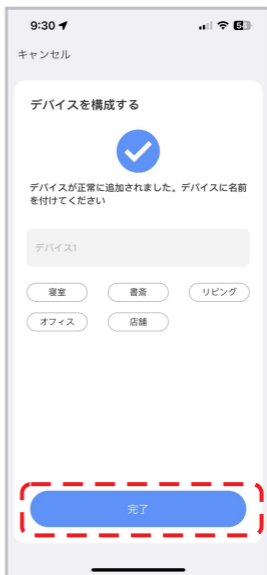 9:30
キャンセル
デバイスを構成する
デバイスが正常に追加されました。デバイスに名前
を付けてください
デバイス1
寝室 書斎 リビング
オフィス 店舗
完了